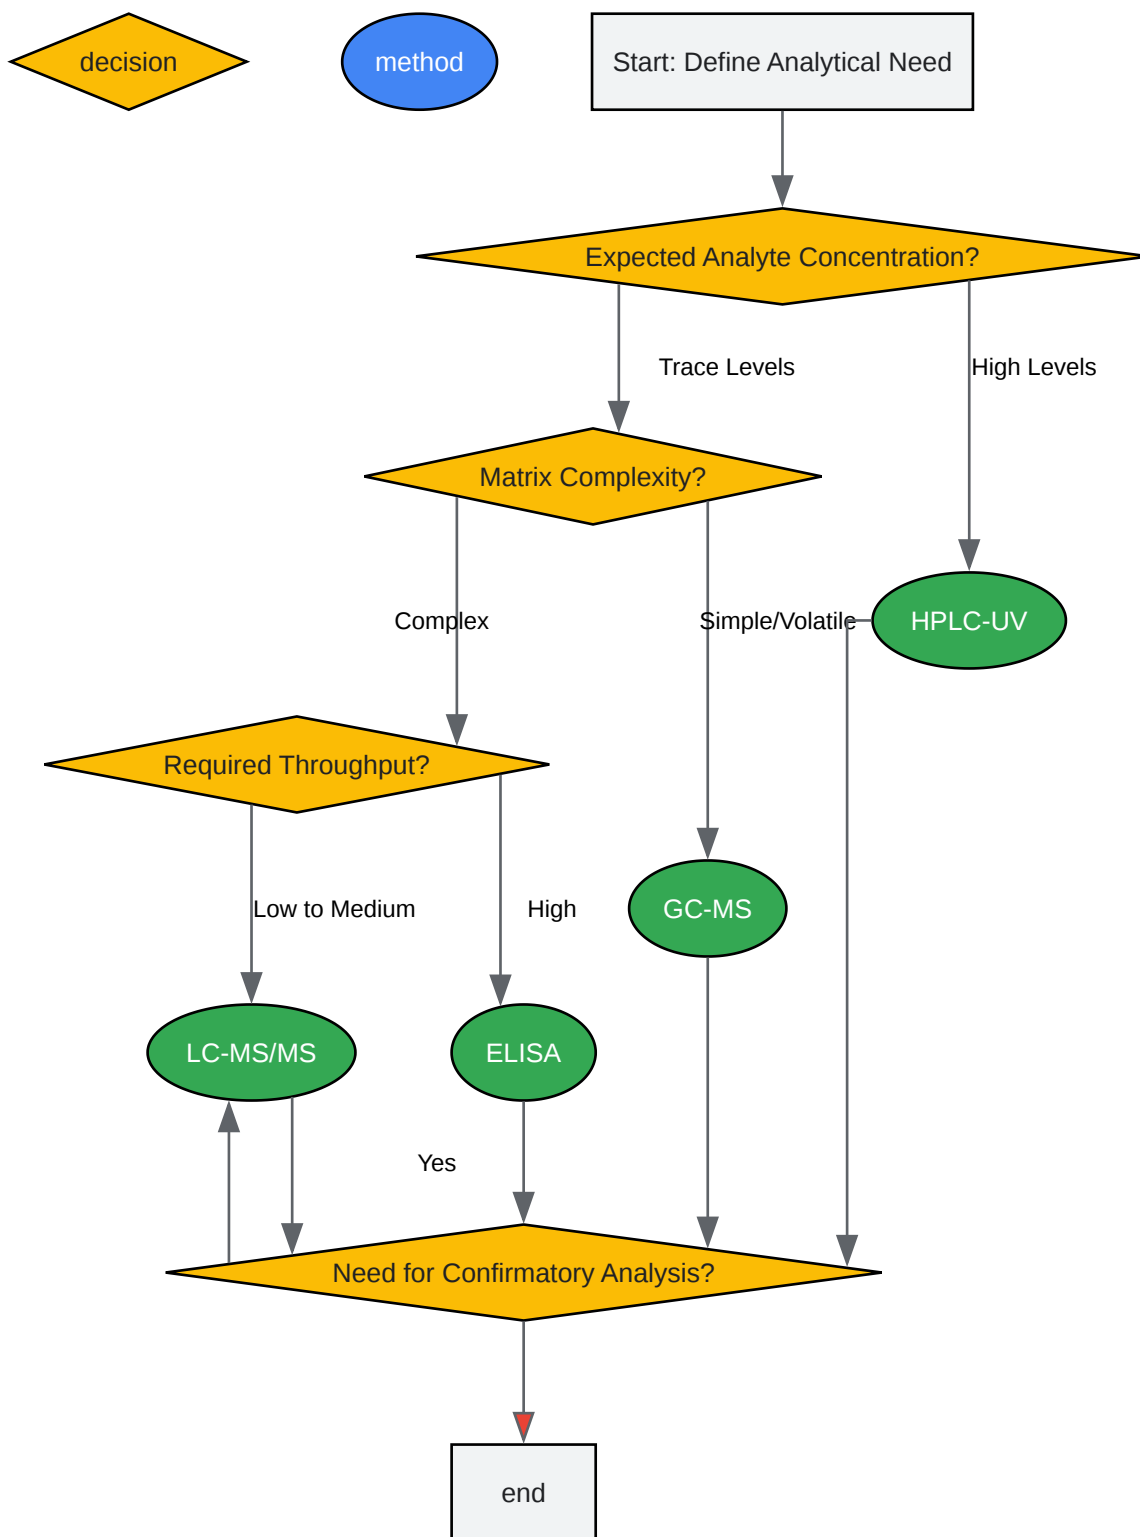 decision
method
Start: Define Analytical Need
Expected Analyte Concentration?
Trace Levels
High Levels
Matrix Complexity?
Complex
Simple/Volatile
HPLC-UV
Required Throughput?
Low to Medium
High
GC-MS
LC-MS/MS
ELISA
Yes
Need for Confirmatory Analysis?
end